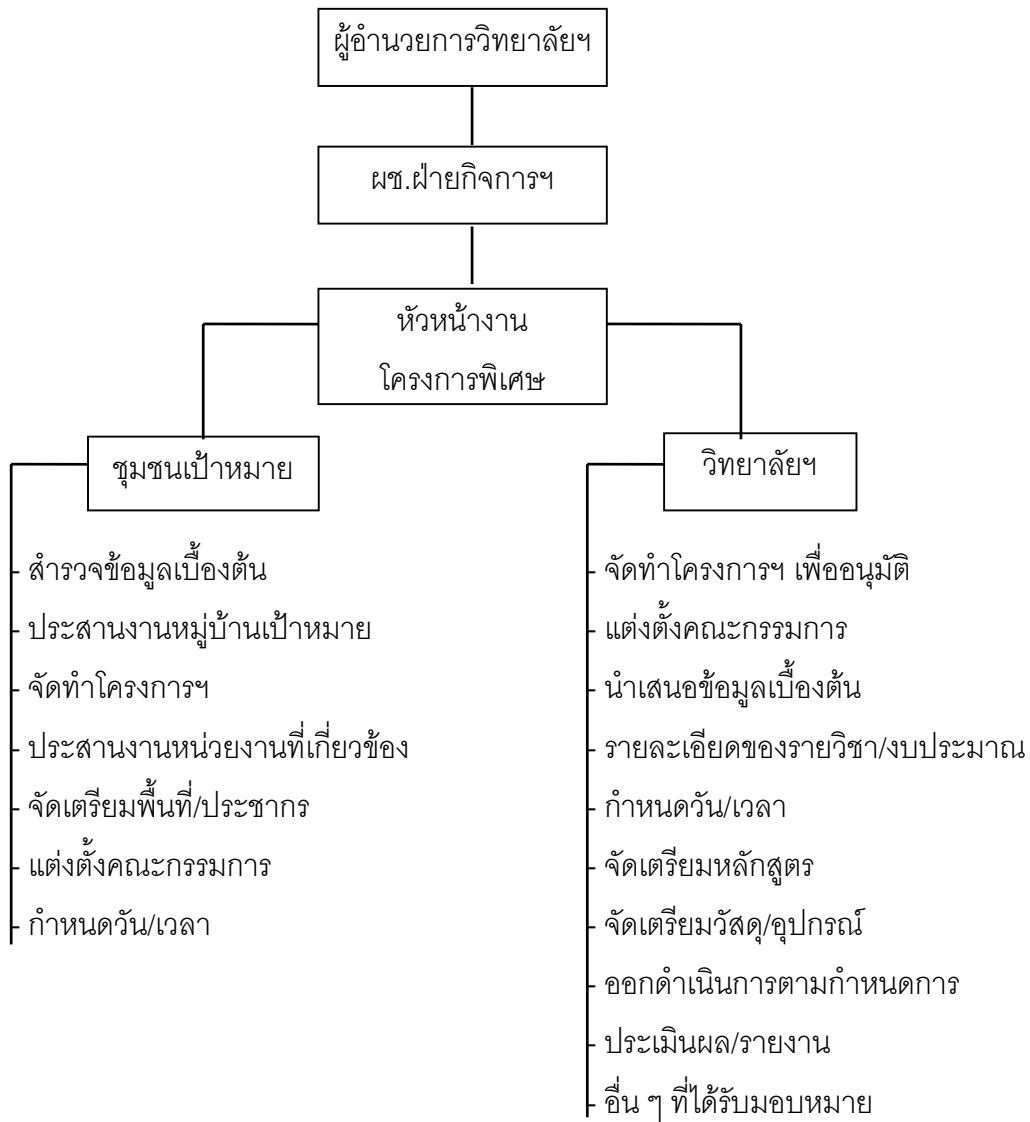 ผู้อำนวยการวิทยาลัยฯ
ผช.ฝ่ายกิจการฯ
หัวหน้างาน
โครงการพิเศษ
ชุมชนเป้าหมาย
- สำรวจข้อมูลเบื้องต้น
- ประสานงานหมู่บ้านเป้าหมาย
- จัดทำโครงการฯ
- ประสานงานหน่วยงานที่เกี่ยวข้อง
- จัดเตรียมพื้นที่/ประชากร
- แต่งตั้งคณะกรรมการ
- กำหนดวัน/เวลา
วิทยาลัยฯ
- จัดทำโครงการฯ เพื่ออนุมัติ
- แต่งตั้งคณะกรรมการ
- นำเสนอข้อมูลเบื้องต้น
- รายละเอียดของรายวิชา/งบประมาณ
- กำหนดวัน/เวลา
- จัดเตรียมหลักสูตร
- จัดเตรียมวัสดุ/อุปกรณ์
- ออกดำเนินการตามกำหนดการ
- ประเมินผล/รายงาน
- อื่น ๆ ที่ได้รับมอบหมาย